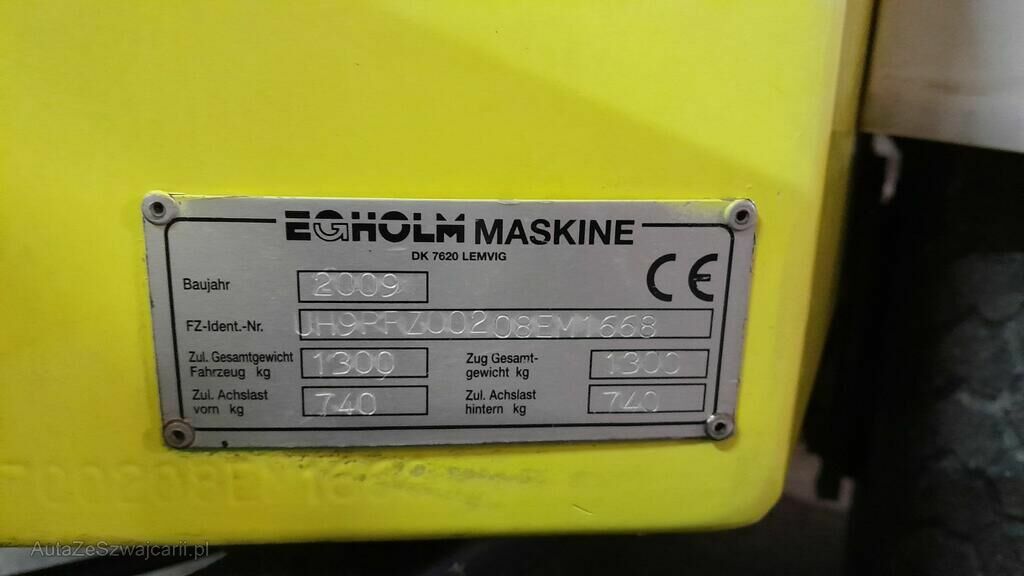 EGHOLM MASKINE
DK 7620 LEMVIG
CE
Baujahr 2009
FZ-Ident.-Nr. UH9PFZ00208EM1668
Zul. Gesamtgewicht Fahrzeug kg 1300
Zug Gesamt-gewicht kg 1300
Zul. Achslast vorn kg 740
Zul. Achslast hintern kg 740
AutaZeSzwajcarii.pl